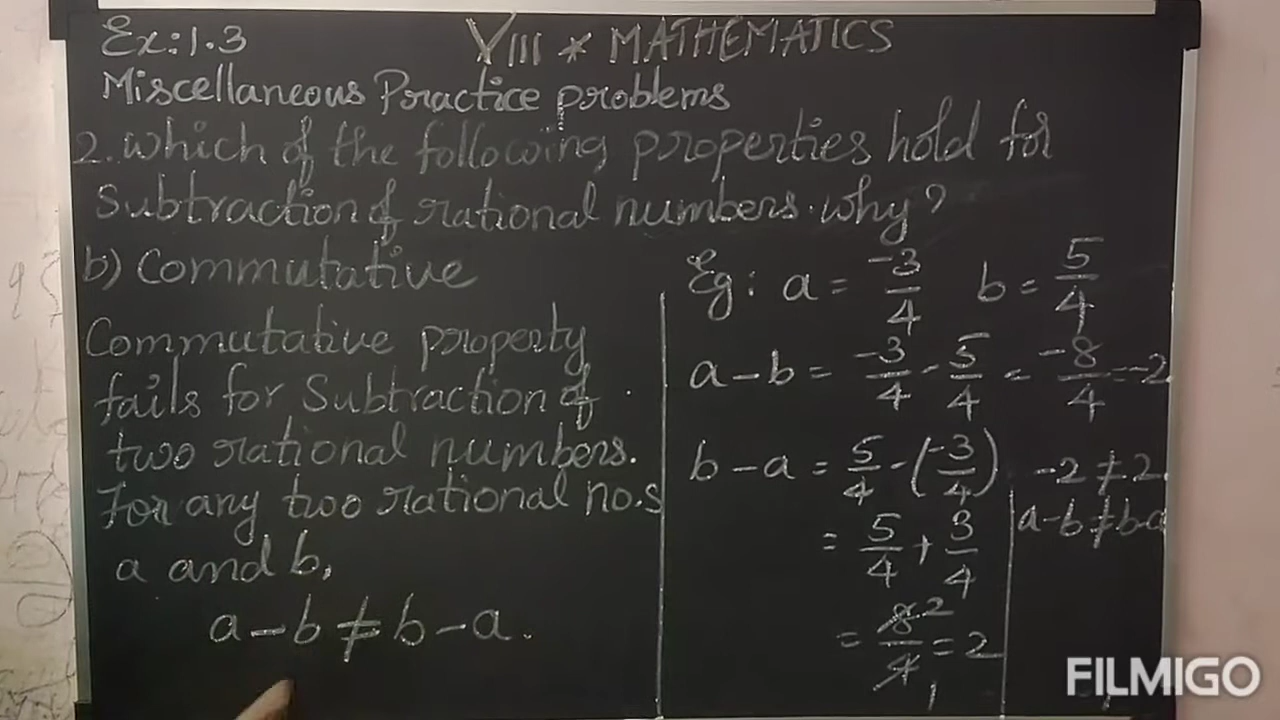 Ex:1.3
VIII * MATHEMATICS
Miscellaneous Practice problems
2. which of the following properties hold for
Subtraction of rational numbers. why?
b) Commutative
Commutative property
fails for Subtraction of
two rational numbers.
For any two rational no.s
a and b,
a-b≠b-a.
Eg: a = -3/4 b = 5/4
a-b = -3/4 - 5/4 = -8/4 = -2
b-a = 5/4 - (-3/4)
= 5/4 + 3/4
= 8/4 2/1 = 2
-2 ≠ 2
a-b≠b-a
FILMIGO